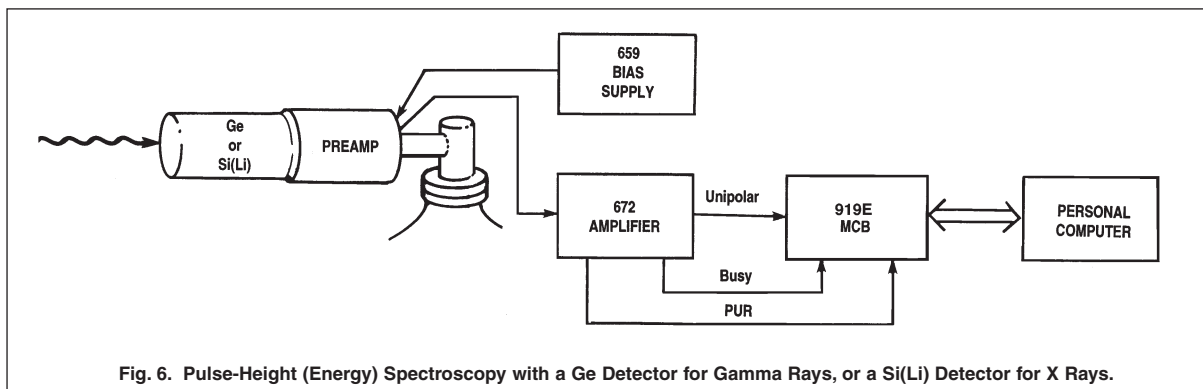 659
BIAS
SUPPLY
Ge
or
Si(Li)
PREAMP
672
AMPLIFIER
Unipolar
919E
MCB
PERSONAL
COMPUTER
Busy
PUR
Fig. 6. Pulse-Height (Energy) Spectroscopy with a Ge Detector for Gamma Rays, or a Si(Li) Detector for X Rays.